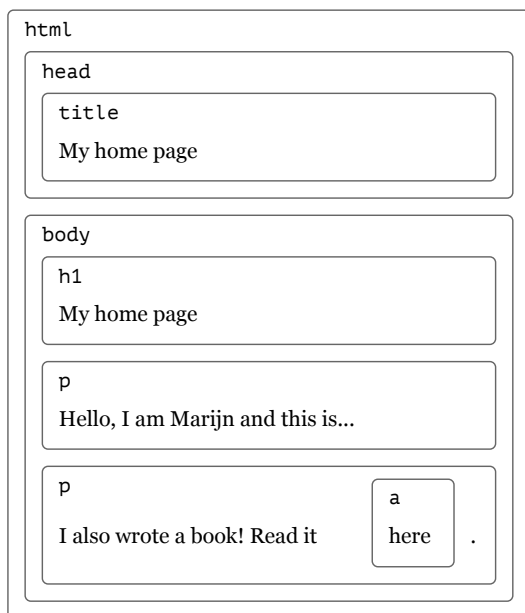 html
head
title
My home page
body
h1
My home page
p
Hello, I am Marijn and this is...
p
a
I also wrote a book! Read it here .